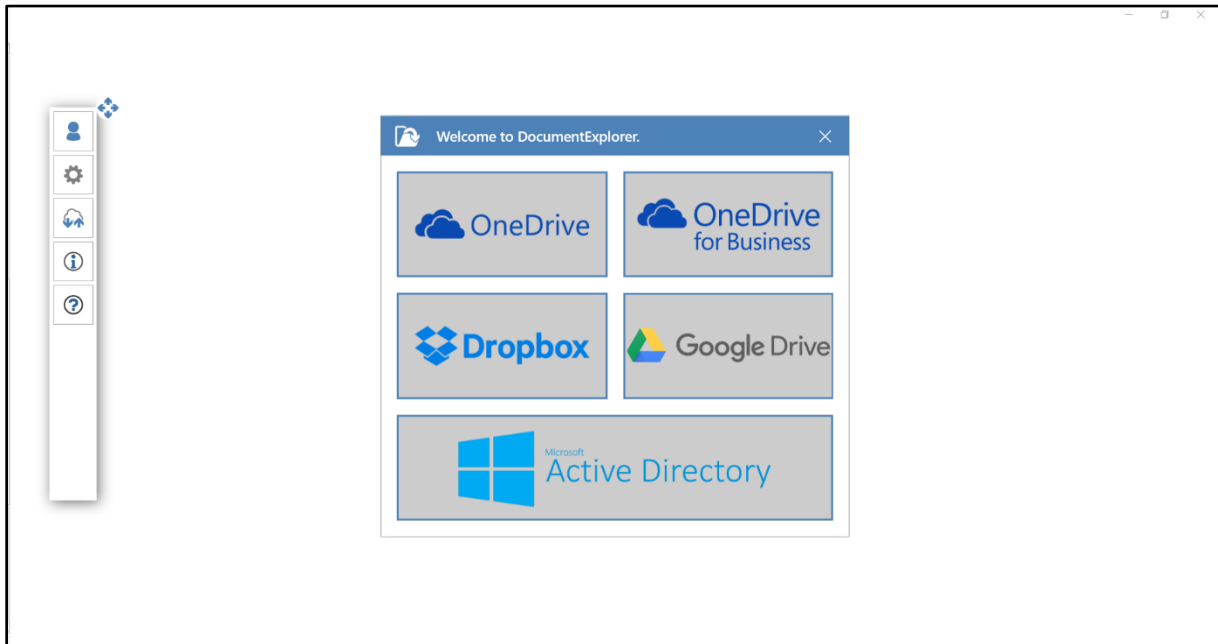 Welcome to DocumentExplorer.
OneDrive
OneDrive
for Business
Dropbox
Google Drive
Microsoft
Active Directory